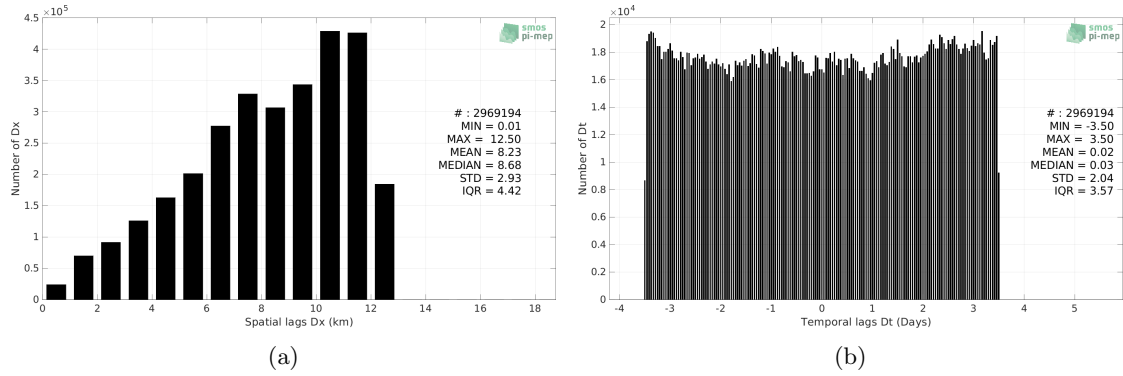 ×10⁵
4.5
4
3.5
3
2.5
2
1.5
1
0.5
0
Number of Dx
0 2 4 6 8 10 12 14 16 18
Spatial lags Dx (km)
smos
pi-mep
# : 2969194
MIN = 0.01
MAX = 12.50
MEAN = 8.23
MEDIAN = 8.68
STD = 2.93
IQR = 4.42
(a)
×10⁴
2
1.8
1.6
1.4
1.2
1
0.8
0.6
0.4
0.2
0
Number of Dt
-4 -3 -2 -1 0 1 2 3 4 5
Temporal lags Dt (Days)
smos
pi-mep
# : 2969194
MIN = -3.50
MAX = 3.50
MEAN = 0.02
MEDIAN = 0.03
STD = 2.04
IQR = 3.57
(b)